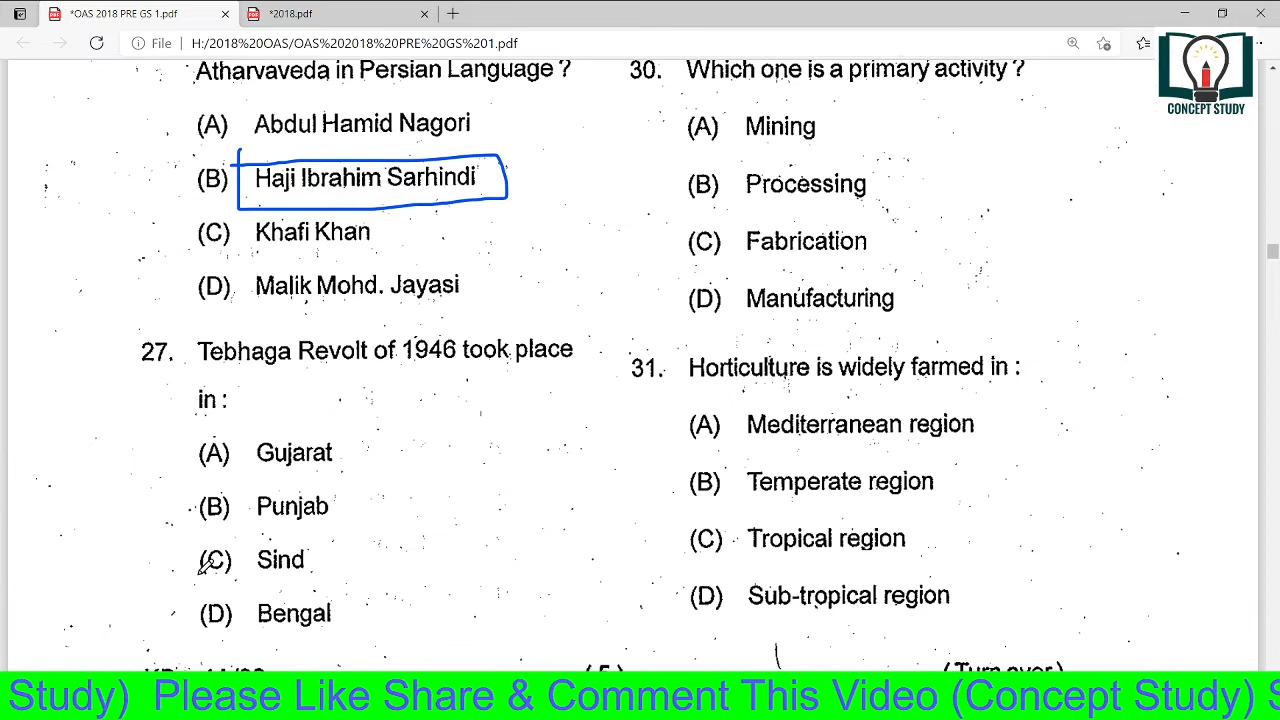 *OAS 2018 PRE GS 1.pdf
*2018.pdf
File
H:/2018%20OAS/OAS%202018%20PRE%20GS%201.pdf
CONCEPT STUDY
Atharvaveda in Persian Language ?
(A) Abdul Hamid Nagori
(B) Haji Ibrahim Sarhindi
(C) Khafi Khan
(D) Malik Mohd. Jayasi
27. Tebhaga Revolt of 1946 took place
in :
(A) Gujarat
(B) Punjab
(C) Sind
(D) Bengal
30. Which one is a primary activity ?
(A) Mining
(B) Processing
(C) Fabrication
(D) Manufacturing
31. Horticulture is widely farmed in :
(A) Mediterranean region
(B) Temperate region
(C) Tropical region
(D) Sub-tropical region
( 5 )
( Turn over )
Study) Please Like Share & Comment This Video (Concept Study) S